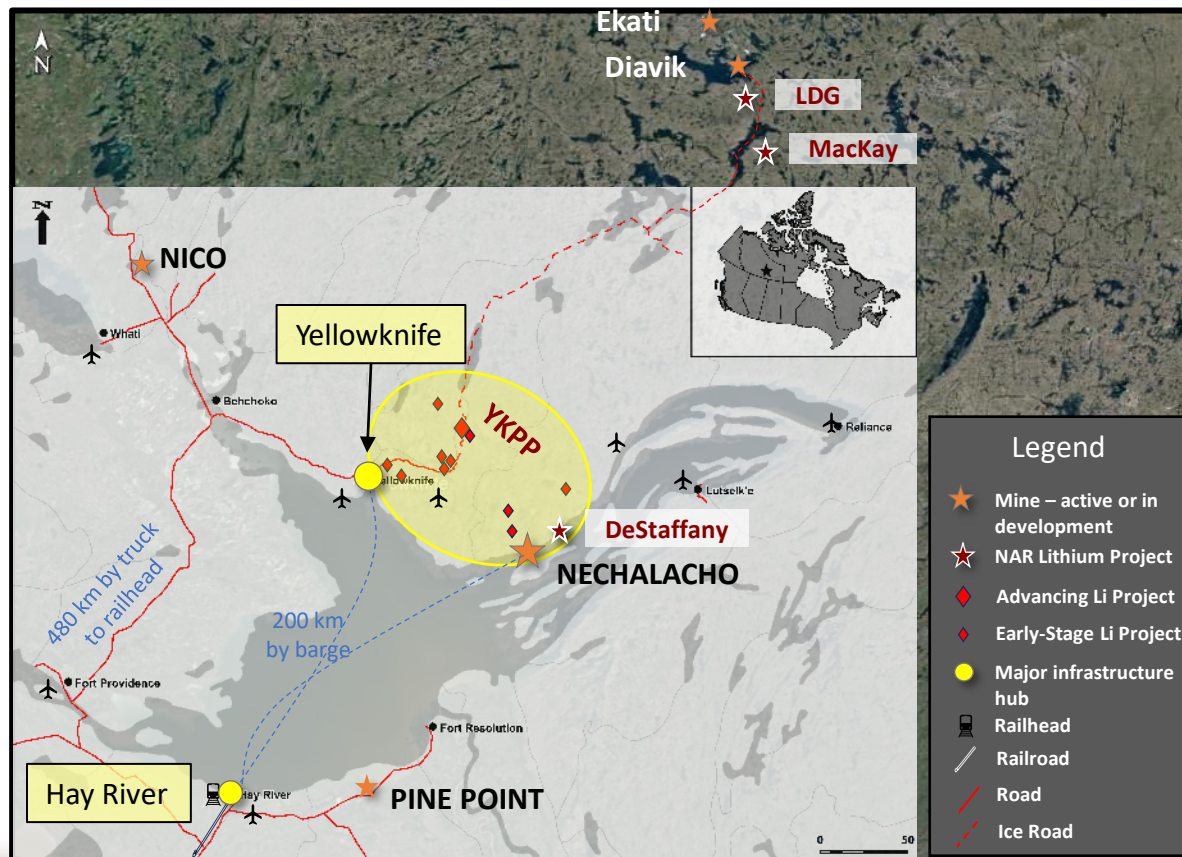 Ekati
Diavik
LDG
MacKay
N
N
NICO
Whati
Yellowknife
Behchoko
YKPP
Reliance
Yellowknife
Lutselk'e
DeStaffany
NECHALACHO
480 km by truck
to railhead
200 km
by barge
Fort Providence
Fort Resolution
Hay River
Hay River
PINE POINT
0 50
Legend
Mine – active or in
development
NAR Lithium Project
Advancing Li Project
Early-Stage Li Project
Major infrastructure
hub
Railhead
Railroad
Road
Ice Road